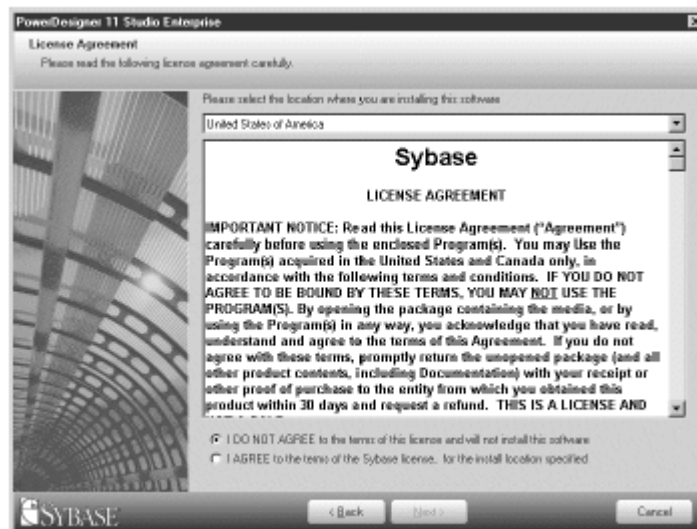 PowerDesigner 11 Studio Enterprise
License Agreement
Please read the following license agreement carefully.
Please select the location where you are installing this software
United States of America
Sybase
LICENSE AGREEMENT
IMPORTANT NOTICE: Read this License Agreement ("Agreement")
carefully before using the enclosed Program(s). You may Use the
Program(s) acquired in the United States and Canada only, in
accordance with the following terms and conditions. IF YOU DO NOT
AGREE TO BE BOUND BY THESE TERMS, YOU MAY NOT USE THE
PROGRAM(S). By opening the package containing the media, or by
using the Program(s) in any way, you acknowledge that you have read,
understand and agree to the terms of this Agreement. If you do not
agree with these terms, promptly return the unopened package (and all
other product contents, including Documentation) with your receipt or
other proof of purchase to the entity from which you obtained this
product within 30 days and request a refund. THIS IS A LICENSE AND
I DO NOT AGREE to the terms of this license and will not install this software
I AGREE to the terms of the Sybase license, for the install location specified
SYBASE
< Back
Next >
Cancel